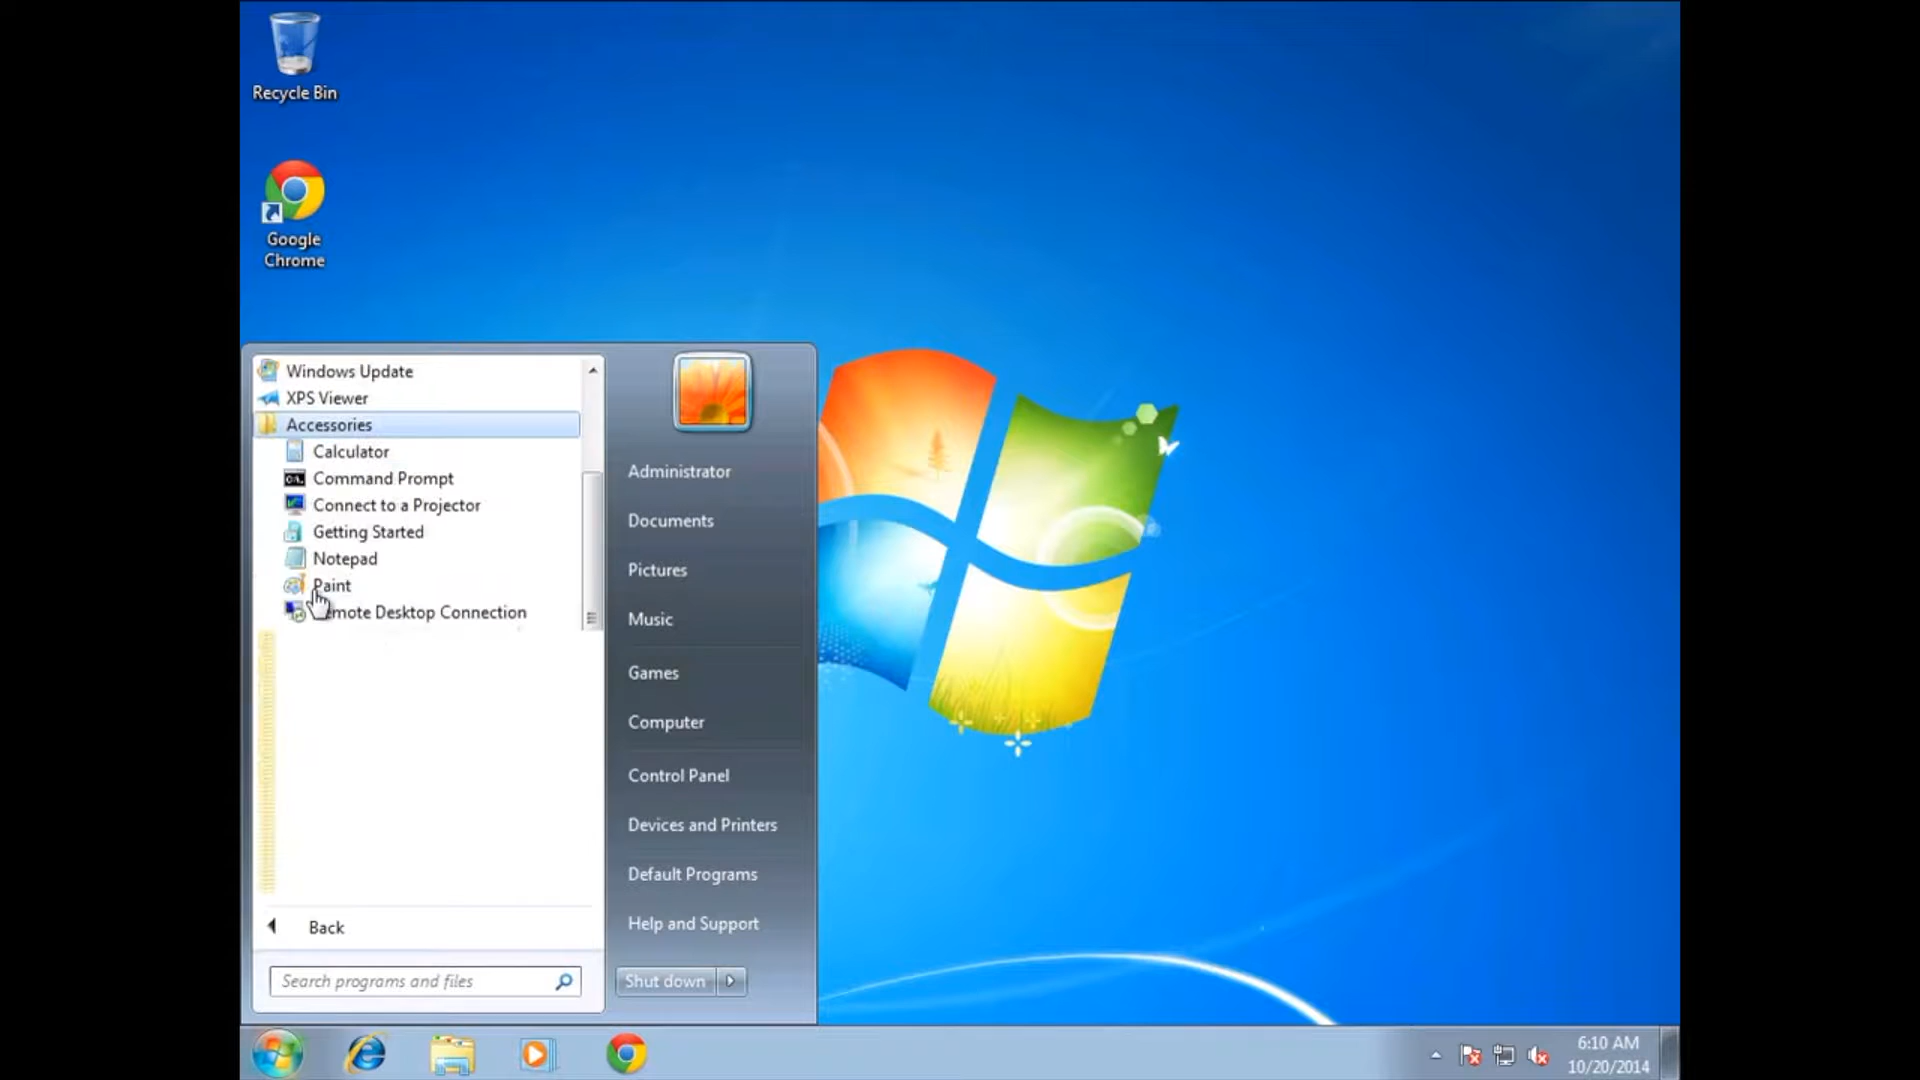 Recycle Bin
Google
Chrome
Windows Update
XPS Viewer
Accessories
Calculator
Command Prompt
Connect to a Projector
Getting Started
Notepad
Paint
emote Desktop Connection
Back
Search programs and files
Administrator
Documents
Pictures
Music
Games
Computer
Control Panel
Devices and Printers
Default Programs
Help and Support
Shut down
6:10 AM
10/20/2014